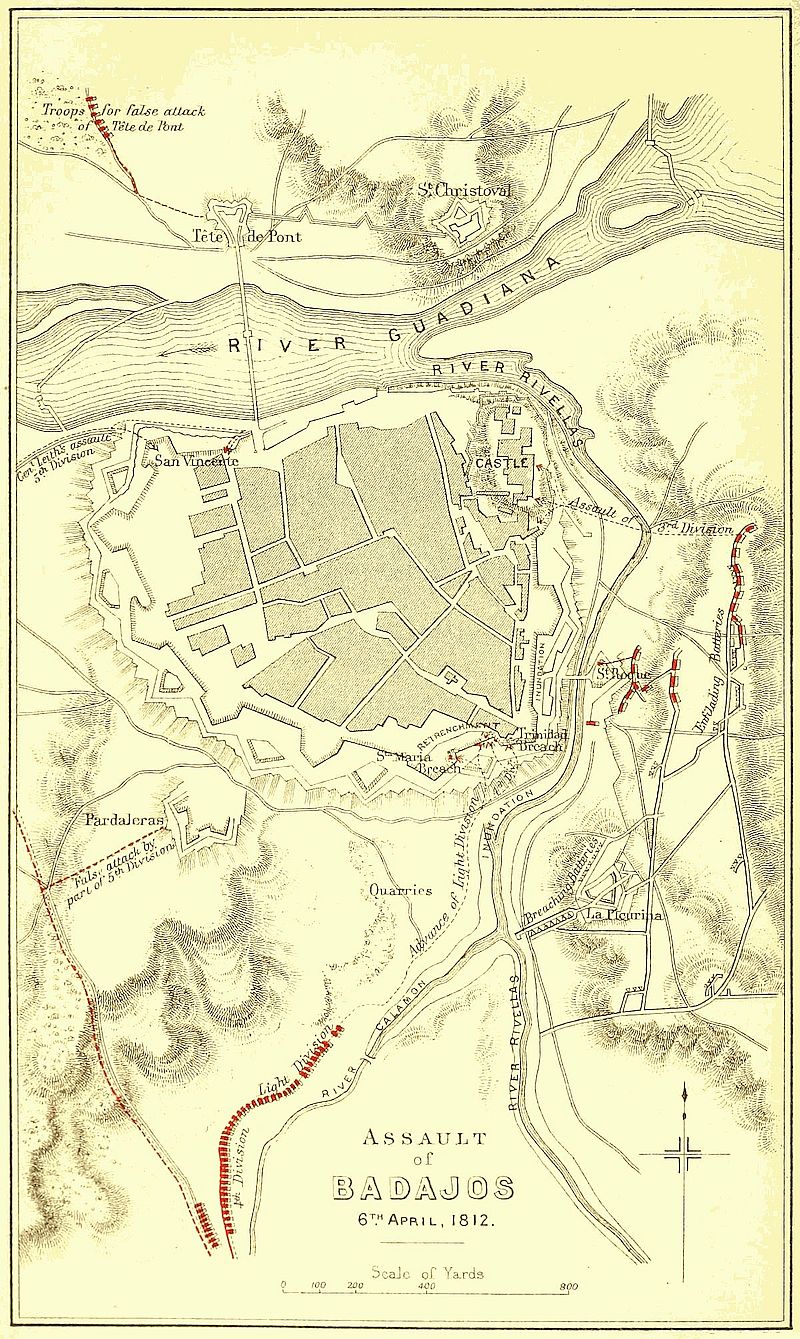 Troops for false attack
of Tête de Pont
St. Christoval
Tête de Pont
RIVER GUADIANA
RIVER RIVELLAS
Genl. Leith's assault
5th Division
San Vincente
CASTLE
Assault of 3rd Division
Enfilading Batteries
St. Roque
INUNDATION
RETRENCHMENT
Trinidad
Breach
Sta. Maria
Breach
INUNDATION
Pardaleras
Fals. attack by
part of 5th Division
Quarries
Advance of Light Division
Breaching Batteries
La Picurina
RIVER CALAMON
RIVER RIVELLAS
Light Division
4th Division
ASSAULT
of
BADAJOS
6TH APRIL, 1812.
Scale of Yards
0 100 200 400 800